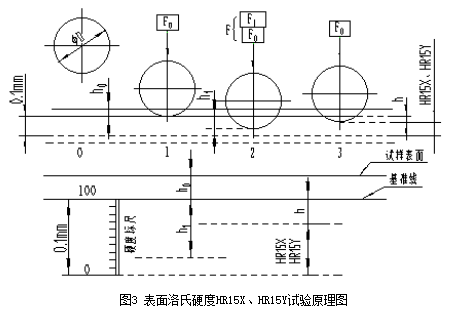 φD
F₀
F { F₁
F₀
F₀
0.1mm
h₀
h₁
h
HR15X、HR15Y
0 1 2 3
试样表面
100
h₀
基准线
0.1mm
硬度标尺
h₁
h
HR15X
HR15Y
0
图3 表面洛氏硬度HR15X、HR15Y试验原理图